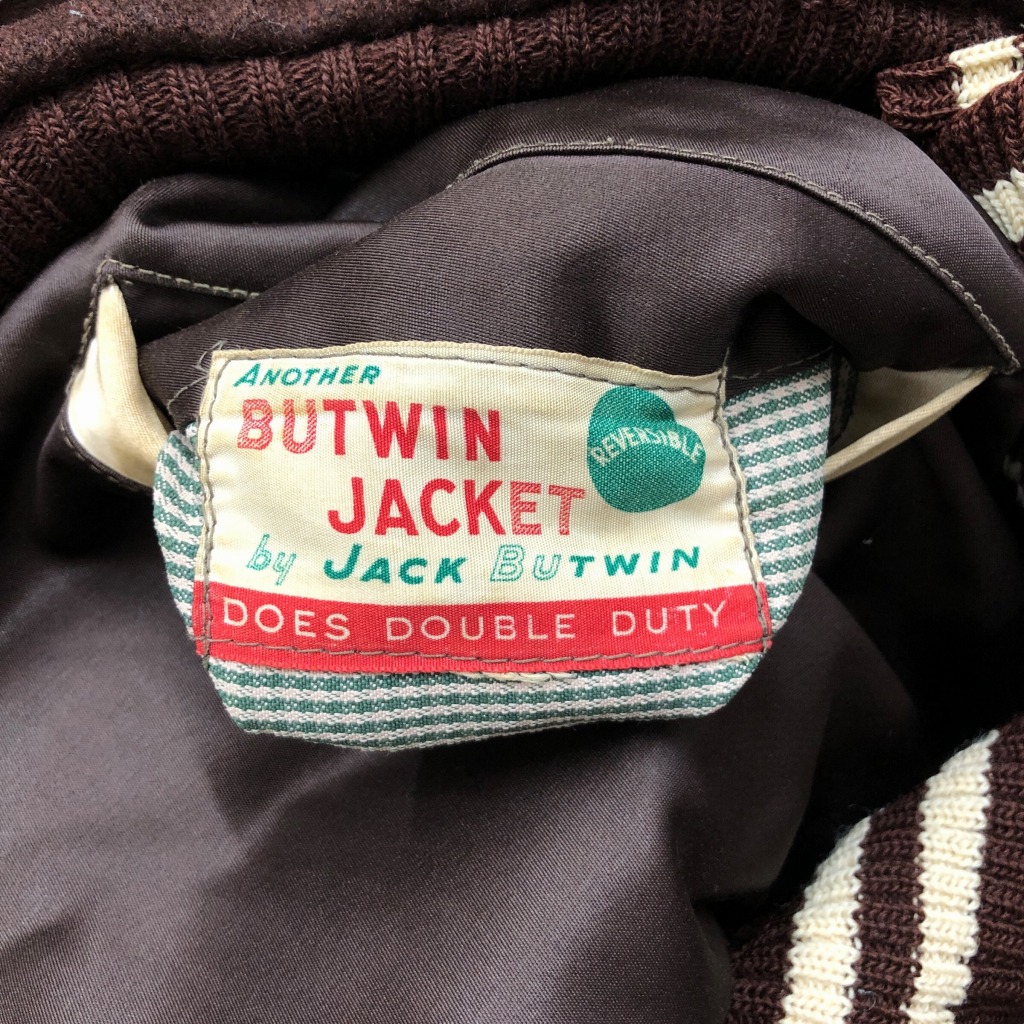 ANOTHER
BUTWIN
JACKET
REVERSIBLE
by JACK BUTWIN
DOES DOUBLE DUTY